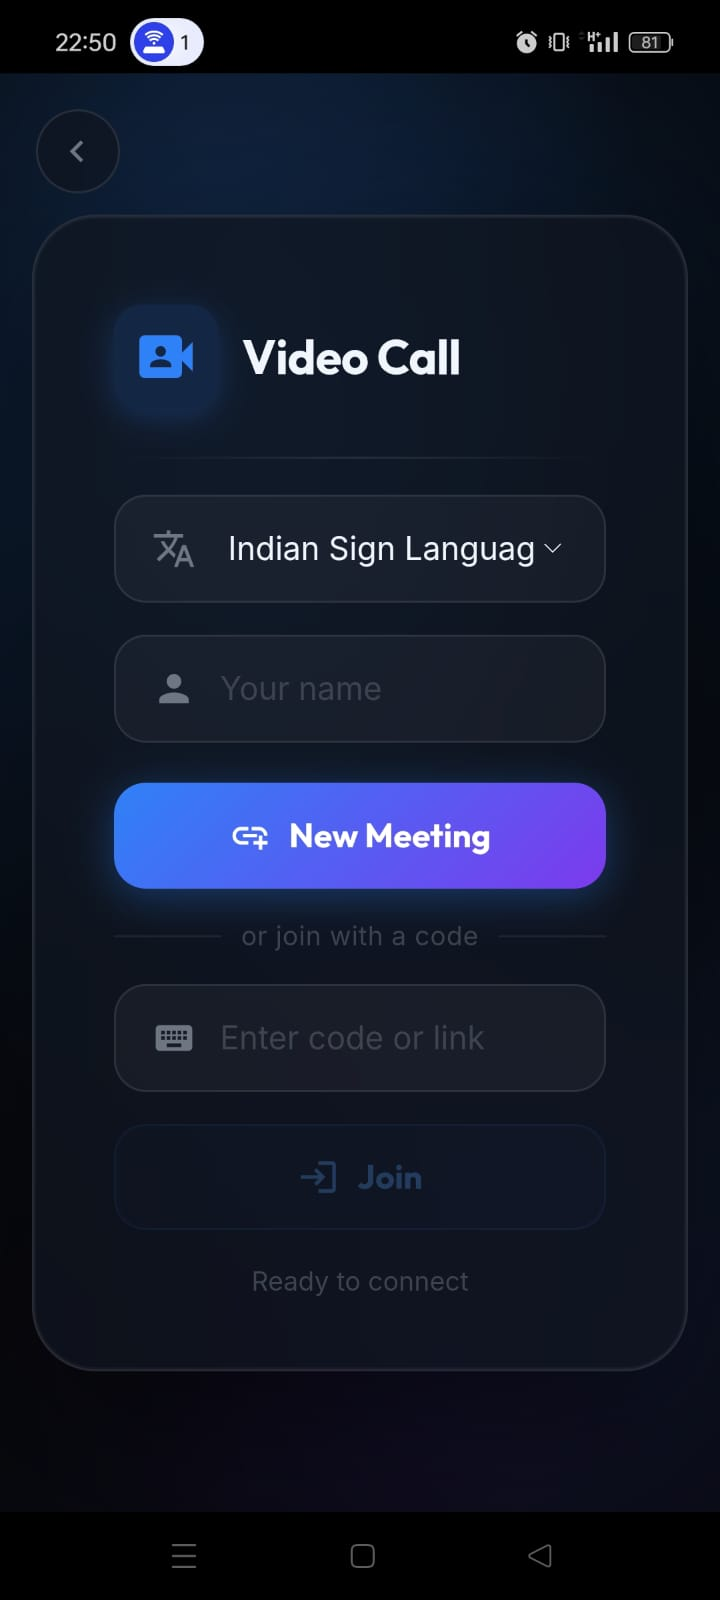 22:50
1
H+
81
Video Call
Indian Sign Languag
Your name
New Meeting
or join with a code
Enter code or link
Join
Ready to connect